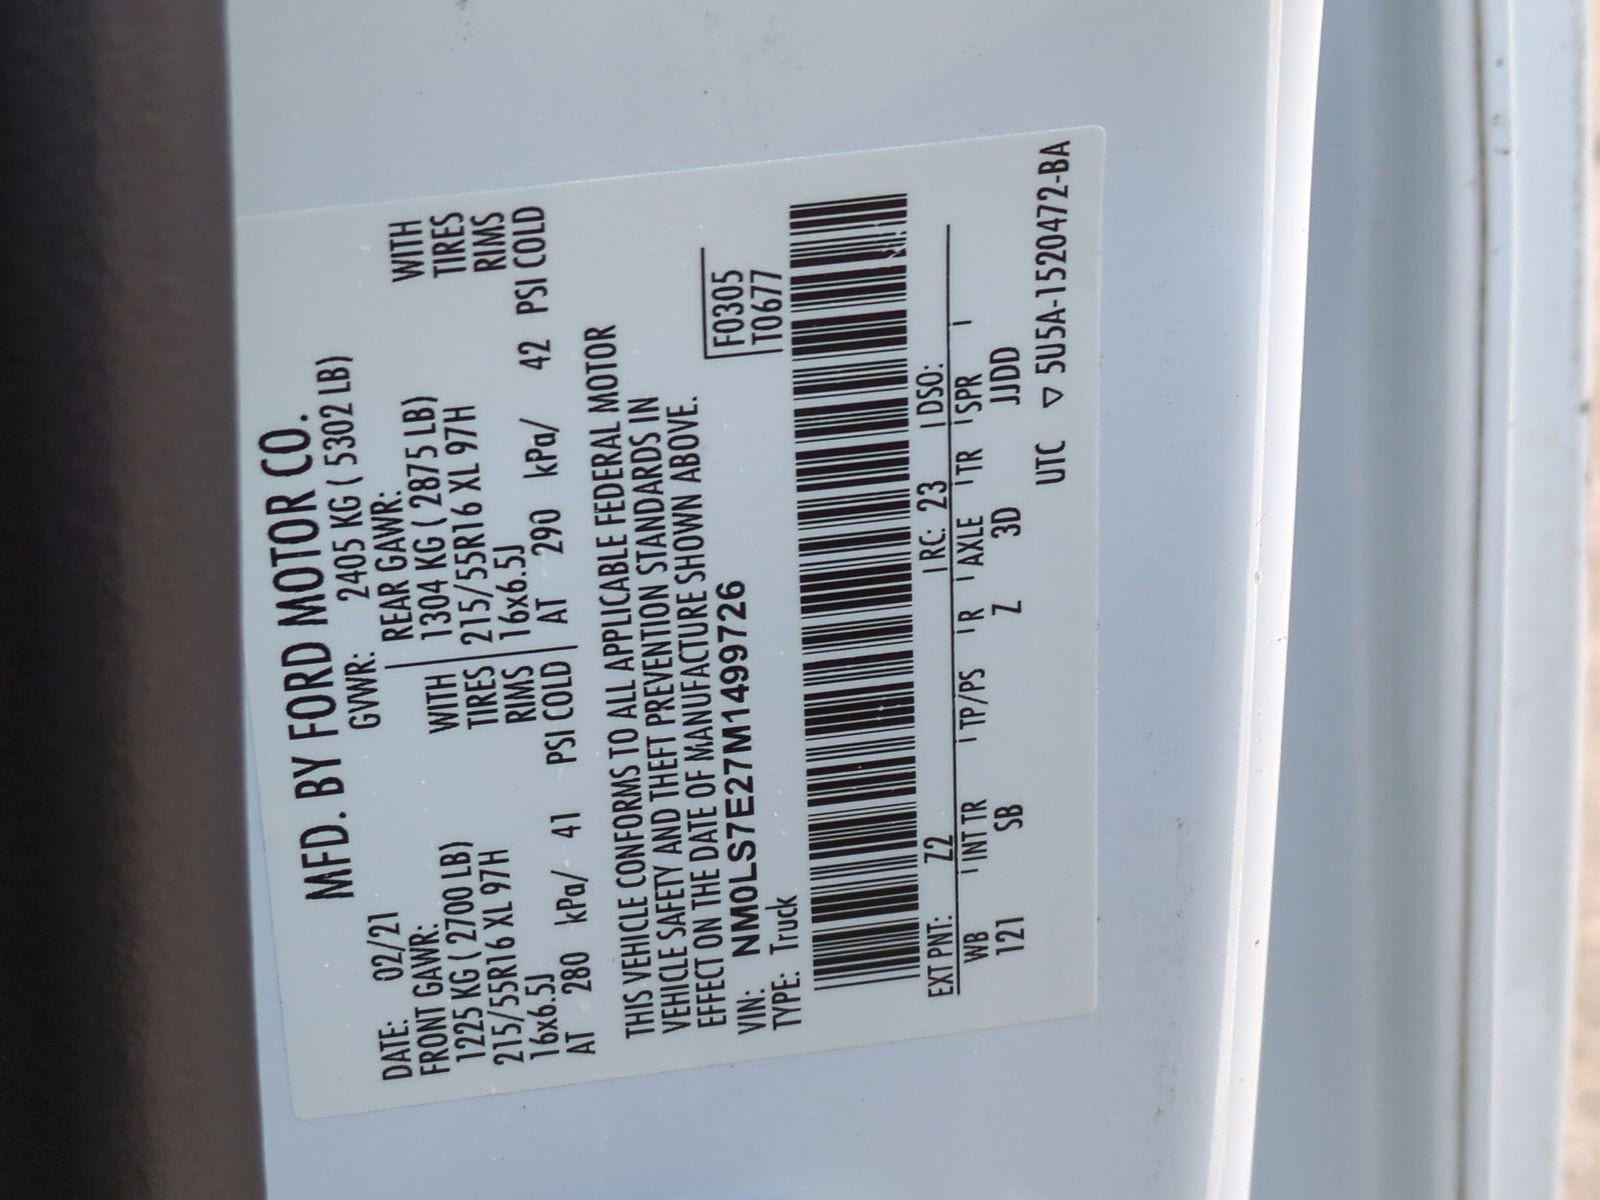 MFD. BY FORD MOTOR CO.
DATE: 02/21 GVWR: 2405 KG ( 5302 LB)
FRONT GAWR: REAR GAWR:
1225 KG ( 2700 LB) WITH 1304 KG ( 2875 LB) WITH
215/55R16 XL 97H TIRES 215/55R16 XL 97H TIRES
16x6.5J RIMS 16x6.5J RIMS
AT 280 kPa/ 41 PSI COLD AT 290 kPa/ 42 PSI COLD
THIS VEHICLE CONFORMS TO ALL APPLICABLE FEDERAL MOTOR
VEHICLE SAFETY AND THEFT PREVENTION STANDARDS IN
EFFECT ON THE DATE OF MANUFACTURE SHOWN ABOVE.
VIN: NM0LS7E27M1499726 F0305
TYPE: Truck T0677
EXT PNT: Z2 RC: 23 DSO:
WB INT TR TP/PS R AXLE TR SPR
121 SB Z 3D JJDD
UTC ▽ 5U5A-1520472-BA